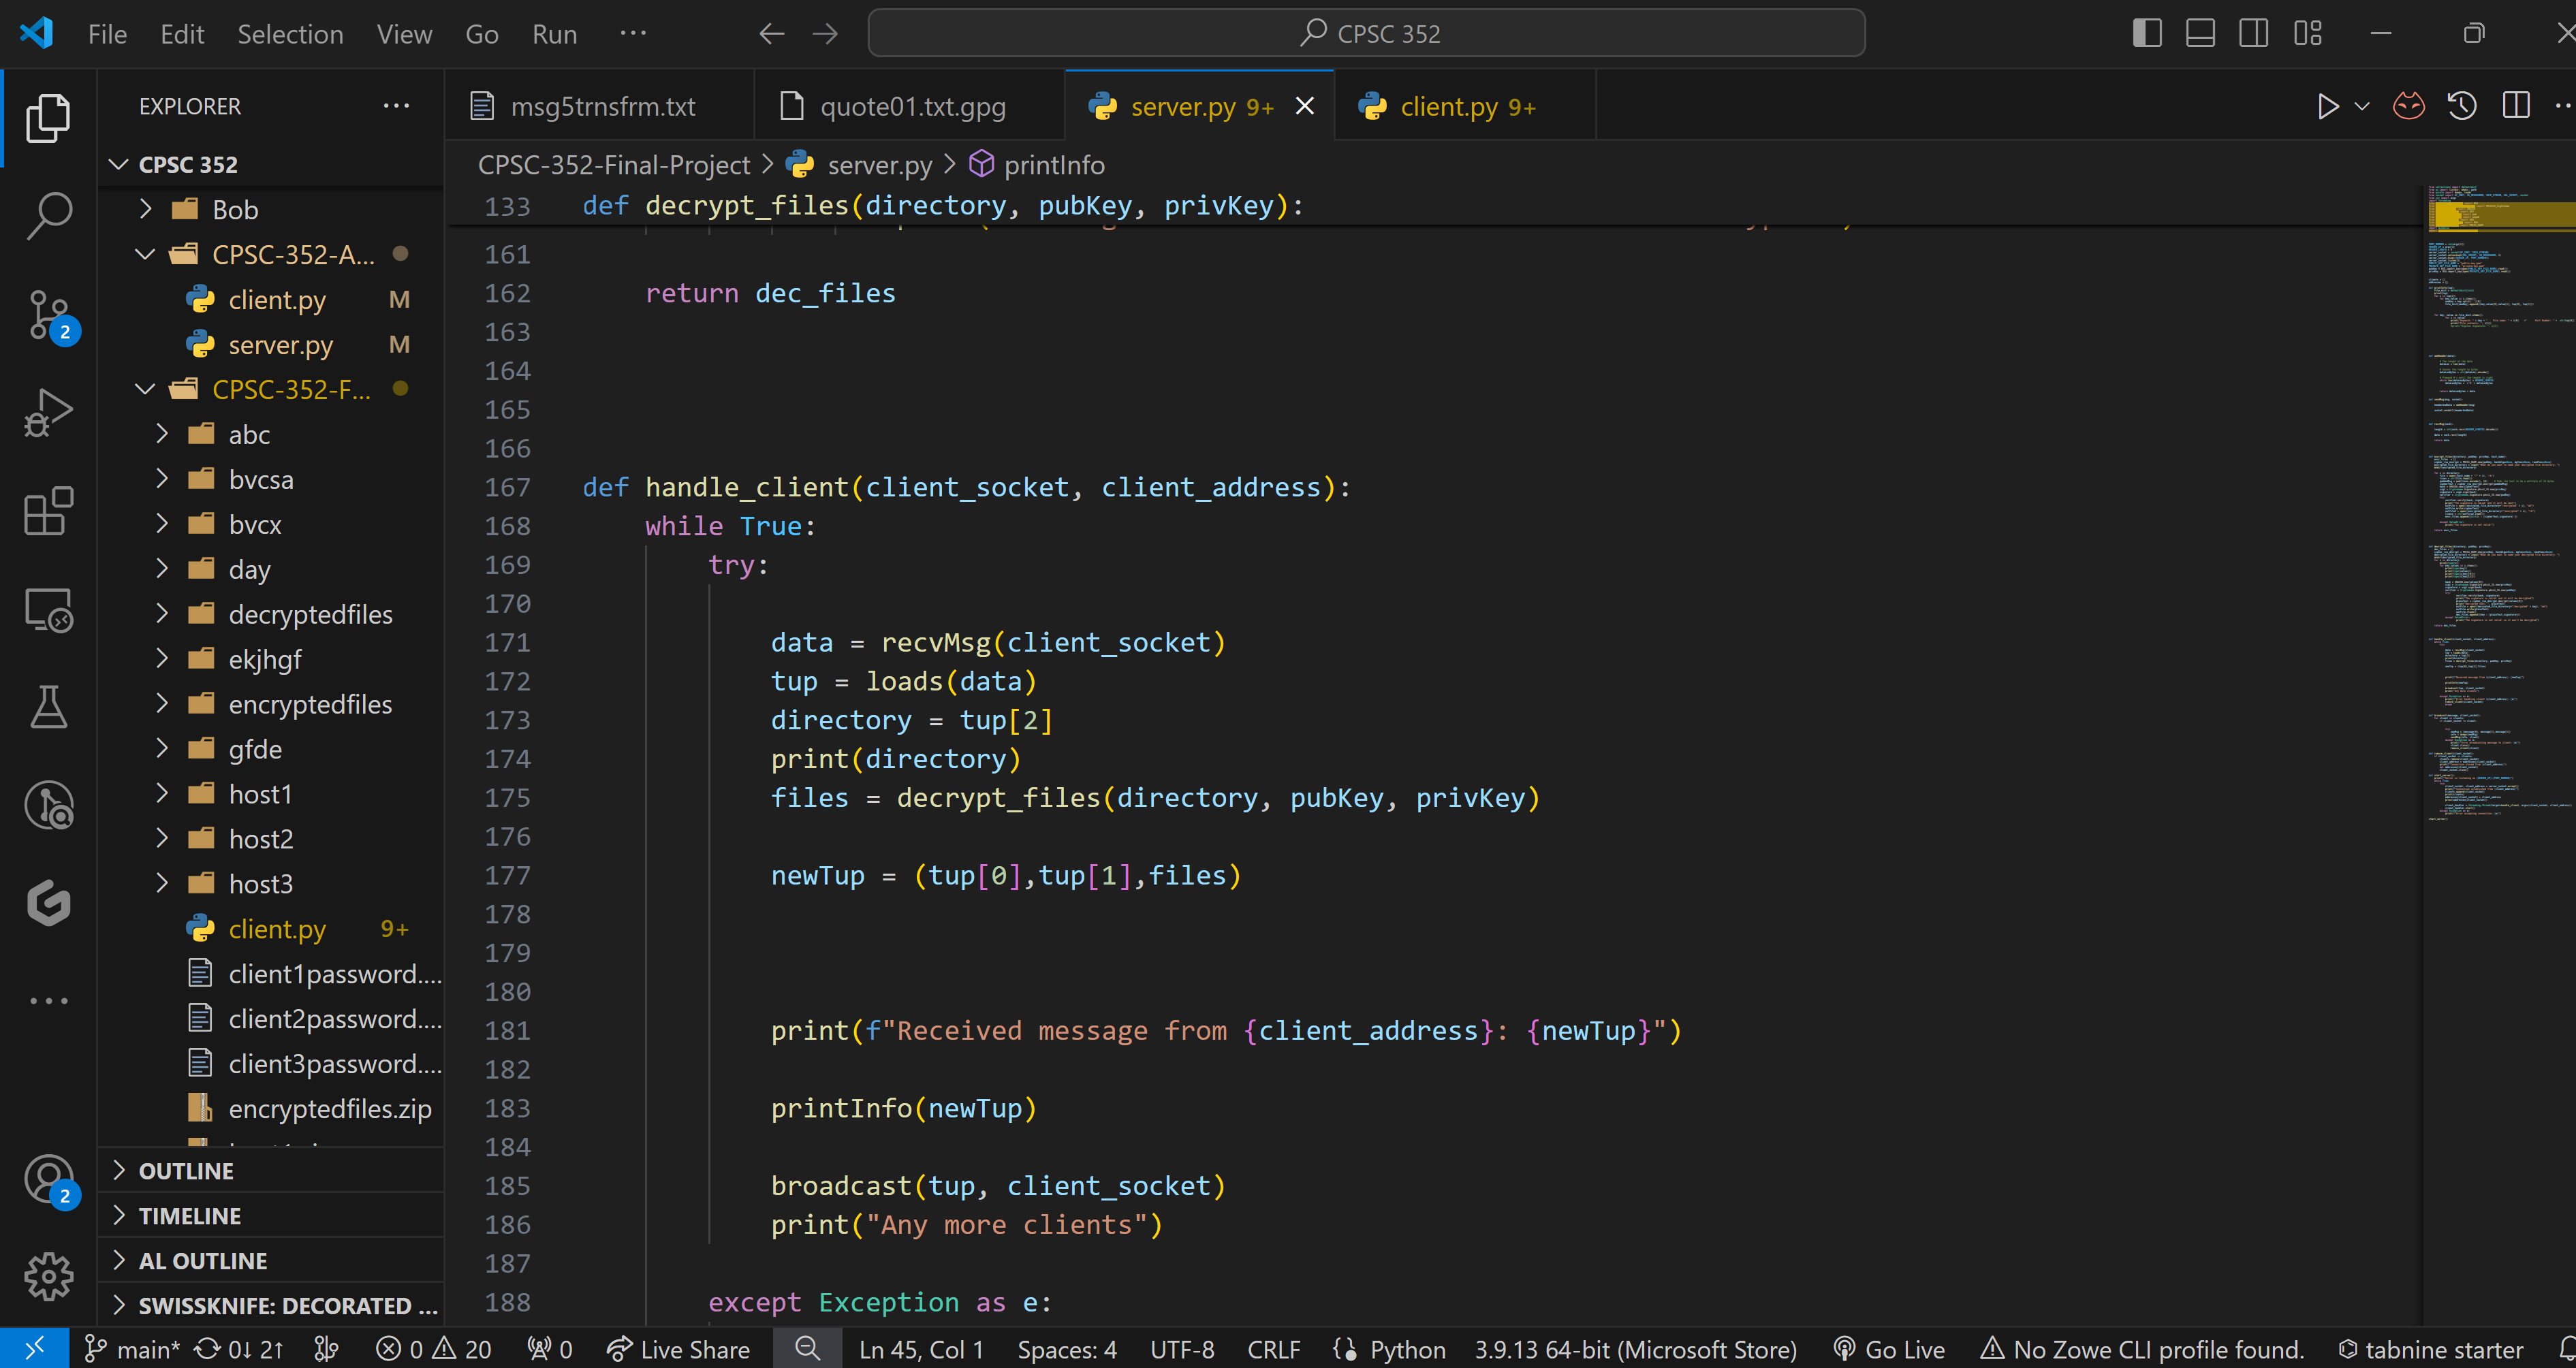 File Edit Selection View Go Run ··· CPSC 352
EXPLORER ···
CPSC 352
Bob
CPSC-352-A...
client.py M
server.py M
CPSC-352-F...
abc
bvcsa
bvcx
day
decryptedfiles
ekjhgf
encryptedfiles
gfde
host1
host2
host3
client.py 9+
client1password....
client2password....
client3password....
encryptedfiles.zip
OUTLINE
TIMELINE
AL OUTLINE
SWISSKNIFE: DECORATED ...
2
2
msg5trnsfrm.txt quote01.txt.gpg server.py 9+ client.py 9+
CPSC-352-Final-Project > server.py > printInfo
133 def decrypt_files(directory, pubKey, privKey):
161
162 return dec_files
163
164
165
166
167 def handle_client(client_socket, client_address):
168 while True:
169 try:
170
171 data = recvMsg(client_socket)
172 tup = loads(data)
173 directory = tup[2]
174 print(directory)
175 files = decrypt_files(directory, pubKey, privKey)
176
177 newTup = (tup[0],tup[1],files)
178
179
180
181 print(f"Received message from {client_address}: {newTup}")
182
183 printInfo(newTup)
184
185 broadcast(tup, client_socket)
186 print("Any more clients")
187
188 except Exception as e:
main* 0↓ 2↑ 0 20 0 Live Share Ln 45, Col 1 Spaces: 4 UTF-8 CRLF Python 3.9.13 64-bit (Microsoft Store) Go Live No Zowe CLI profile found. tabnine starter